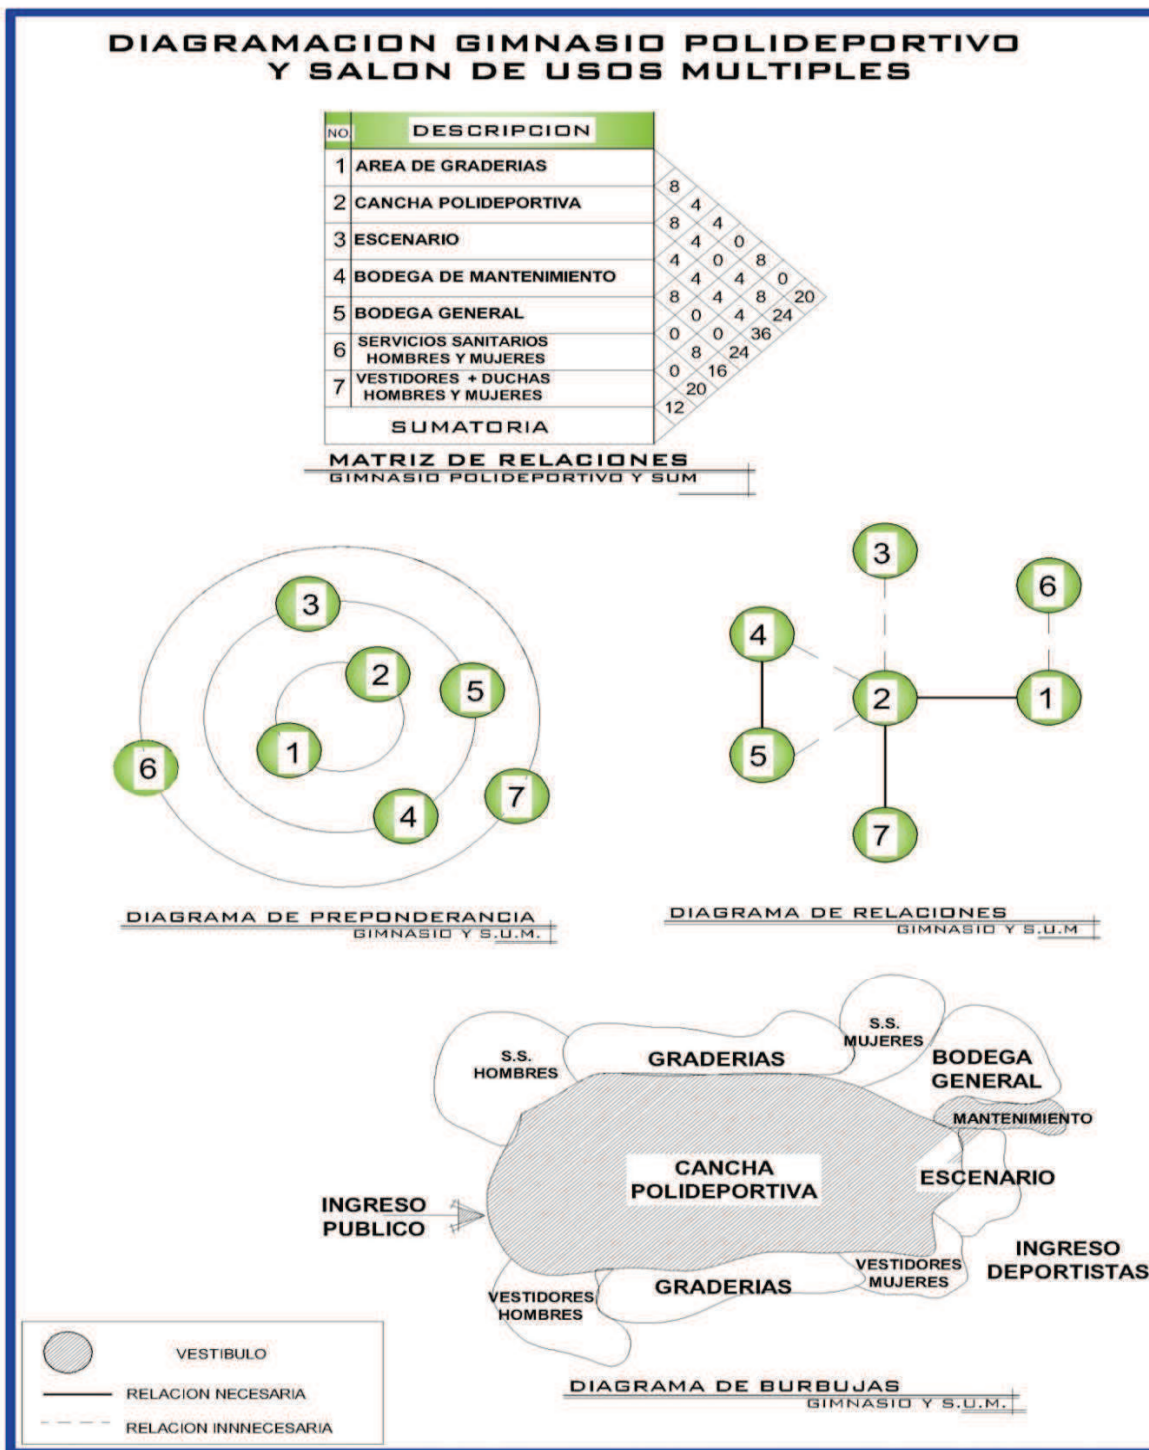 DIAGRAMACION GIMNASIO POLIDEPORTIVO
Y SALON DE USOS MULTIPLES
NO. DESCRIPCION
1 AREA DE GRADERIAS
2 CANCHA POLIDEPORTIVA
3 ESCENARIO
4 BODEGA DE MANTENIMIENTO
5 BODEGA GENERAL
6 SERVICIOS SANITARIOS
HOMBRES Y MUJERES
7 VESTIDORES + DUCHAS
HOMBRES Y MUJERES
SUMATORIA
8
4
8 4
4 0
4 0 8
4 4 0
8 4 8 20
0 4 24
0 0 36
8 24
0 16
20
12
MATRIZ DE RELACIONES
GIMNASIO POLIDEPORTIVO Y SUM
3
2
5
1
6
4
7
DIAGRAMA DE PREPONDERANCIA
GIMNASIO Y S.U.M.
3
6
4
2
1
5
7
DIAGRAMA DE RELACIONES
GIMNASIO Y S.U.M
S.S.
HOMBRES
GRADERIAS
S.S.
MUJERES
BODEGA
GENERAL
MANTENIMIENTO
CANCHA
POLIDEPORTIVA
ESCENARIO
INGRESO
PUBLICO
INGRESO
DEPORTISTAS
VESTIDORES
HOMBRES
GRADERIAS
VESTIDORES
MUJERES
DIAGRAMA DE BURBUJAS
GIMNASIO Y S.U.M.
VESTIBULO
RELACION NECESARIA
RELACION INNNECESARIA